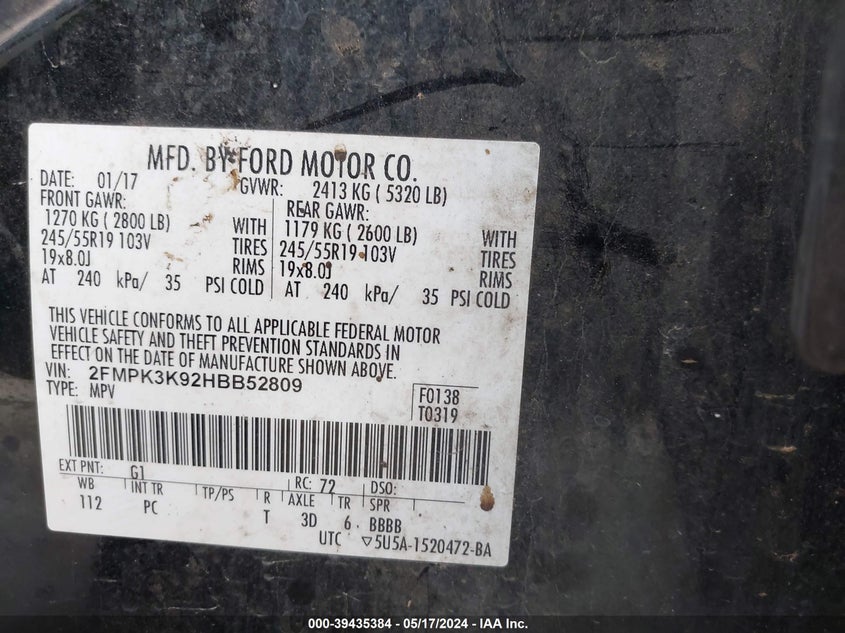 MFD. BY FORD MOTOR CO.
DATE: 01/17 GVWR: 2413 KG ( 5320 LB)
FRONT GAWR: REAR GAWR:
1270 KG ( 2800 LB) WITH 1179 KG ( 2600 LB) WITH
245/55R19 103V TIRES 245/55R19 103V TIRES
19x8.0J RIMS 19x8.0J RIMS
AT 240 kPa/ 35 PSI COLD AT 240 kPa/ 35 PSI COLD
THIS VEHICLE CONFORMS TO ALL APPLICABLE FEDERAL MOTOR
VEHICLE SAFETY AND THEFT PREVENTION STANDARDS IN
EFFECT ON THE DATE OF MANUFACTURE SHOWN ABOVE.
VIN: 2FMPK3K92HBB52809
TYPE: MPV
F0138
T0319
EXT PNT: G1 RC: 72 DSO:
WB INT TR TP/PS R AXLE TR SPR
112 PC T 3D 6 BBBB
UTC ▽5U5A-1520472-BA
000-39435384 — 05/17/2024 — IAA Inc.